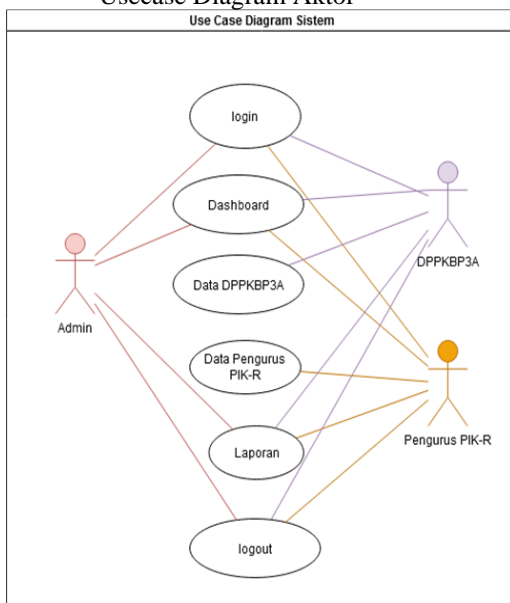 Usecase Diagram Aktor
Use Case Diagram Sistem
login
Dashboard
DPPKBP3A
Data DPPKBP3A
Admin
Data Pengurus
PIK-R
Pengurus PIK-R
Laporan
logout